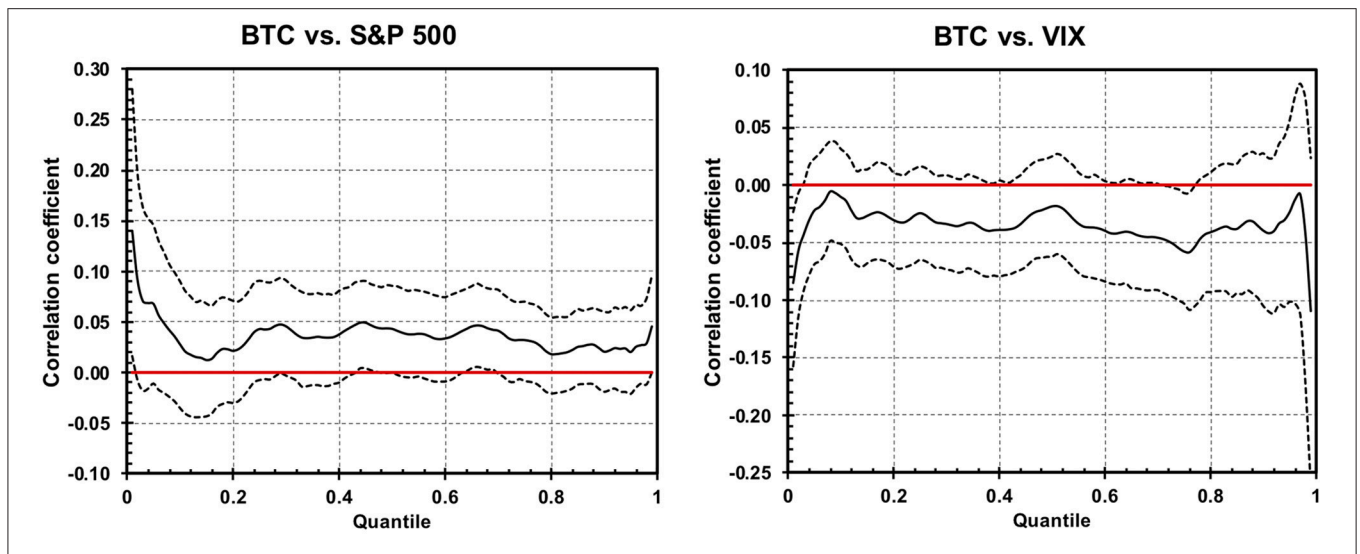 BTC vs. S&P 500
Correlation coefficient
0.30
0.25
0.20
0.15
0.10
0.05
0.00
-0.05
-0.10
0 0.2 0.4 0.6 0.8 1
Quantile
BTC vs. VIX
Correlation coefficient
0.10
0.05
0.00
-0.05
-0.10
-0.15
-0.20
-0.25
0 0.2 0.4 0.6 0.8 1
Quantile